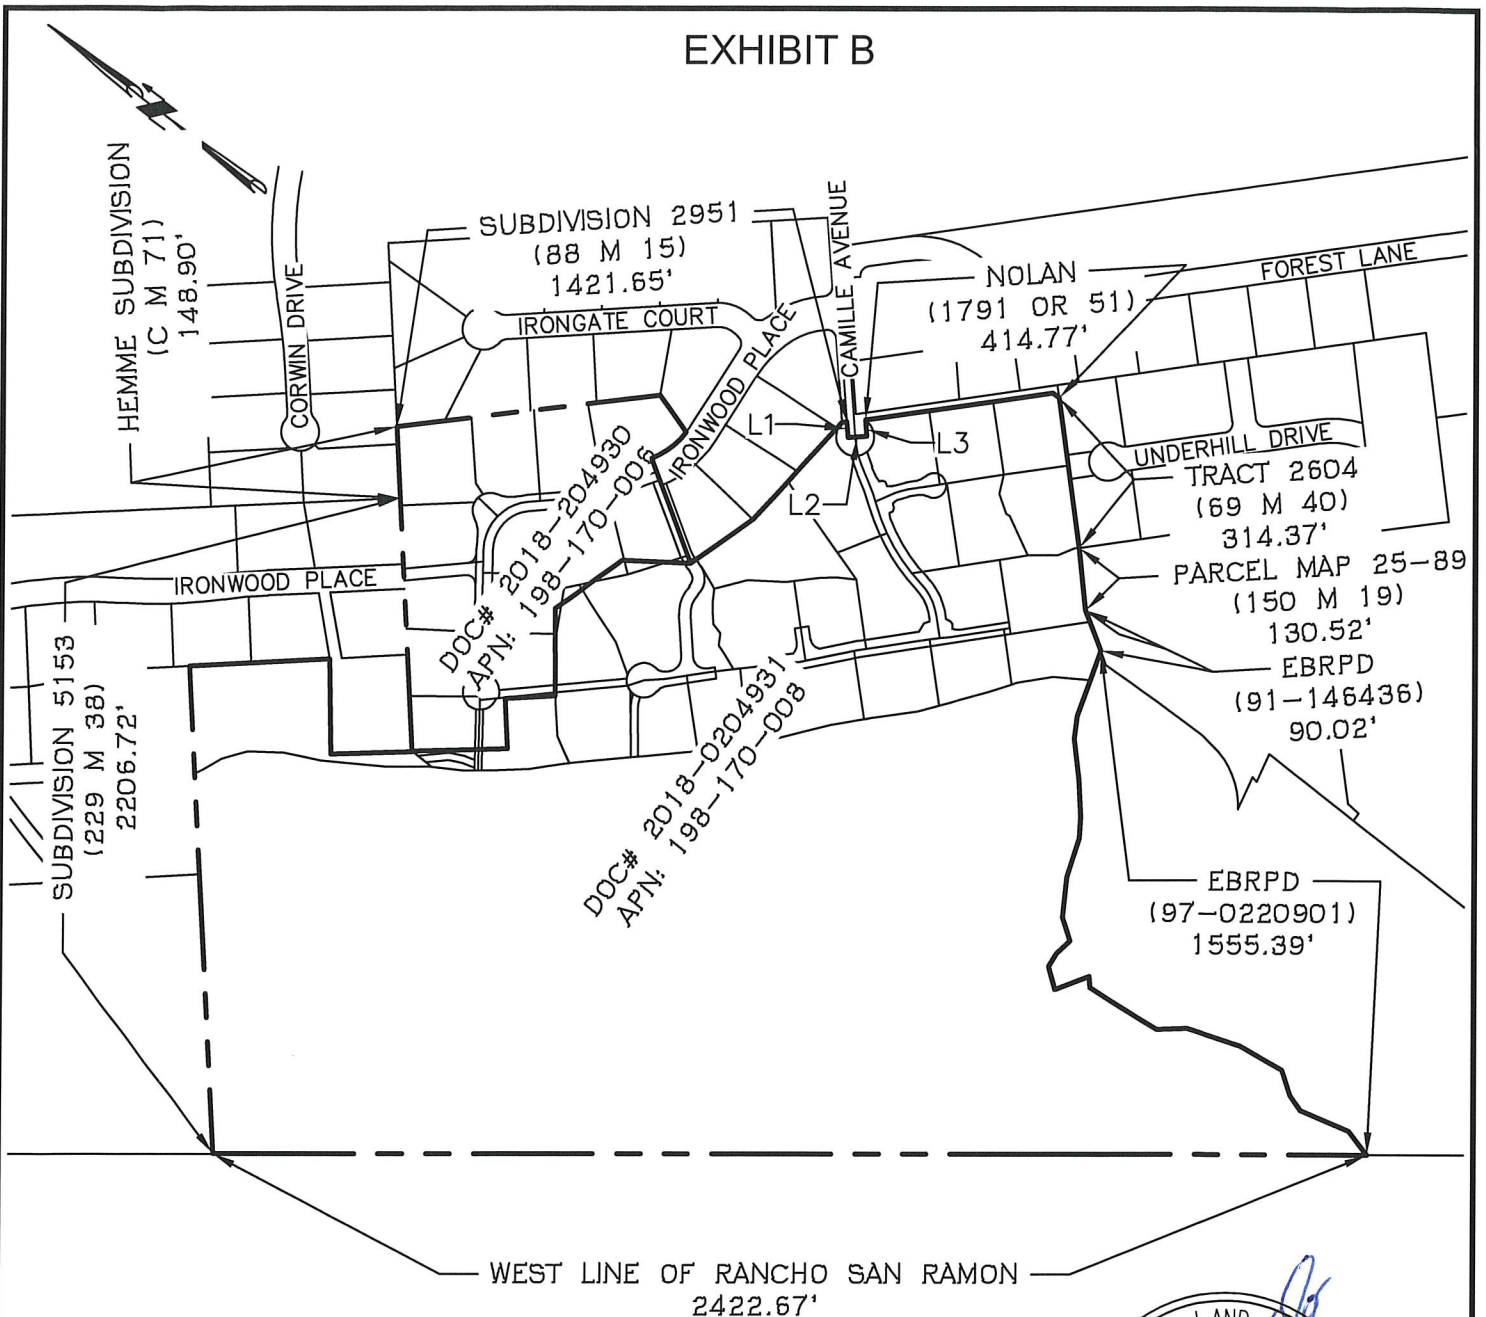 EXHIBIT B
HEMME SUBDIVISION
(C M 71)
148.90'
CORWIN DRIVE
SUBDIVISION 2951
(88 M 15)
1421.65'
IRONGATE COURT
IRONWOOD PLACE
CAMILLE AVENUE
NOLAN
(1791 OR 51)
414.77'
FOREST LANE
L1
L2
L3
UNDERHILL DRIVE
TRACT 2604
(69 M 40)
314.37'
PARCEL MAP 25-89
(150 M 19)
130.52'
EBRPD
(91-146436)
90.02'
IRONWOOD PLACE
DOC# 2018-204930
APN: 198-170-006
SUBDIVISION 5153
(229 M 38)
2206.72'
DOC# 2018-0204931
APN: 198-170-008
EBRPD
(97-0220901)
1555.39'
WEST LINE OF RANCHO SAN RAMON
2422.67'
LAND